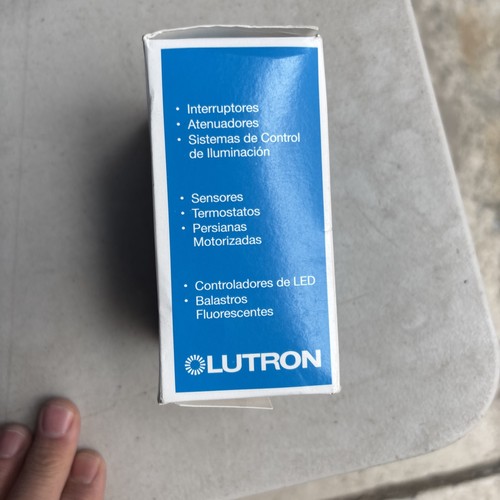 • Interruptores
• Atenuadores
• Sistemas de Control
de Iluminación
• Sensores
• Termostatos
• Persianas
Motorizadas
• Controladores de LED
• Balastros
Fluorescentes
LUTRON